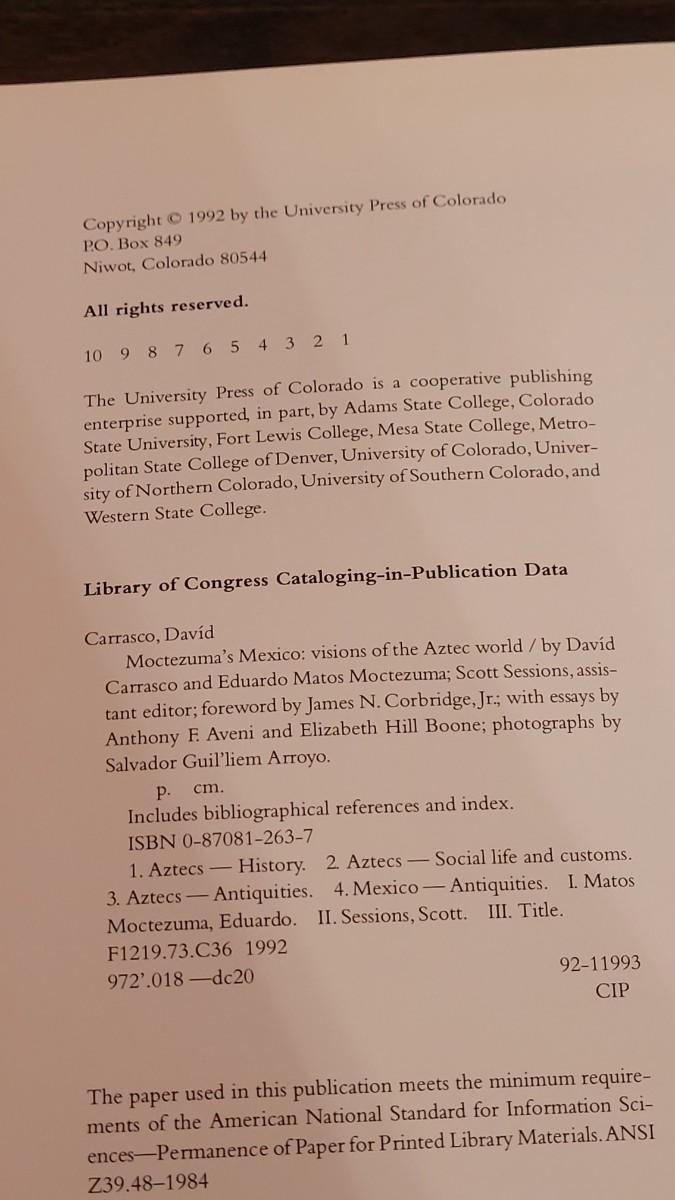 Copyright © 1992 by the University Press of Colorado
P.O. Box 849
Niwot, Colorado 80544
All rights reserved.
10 9 8 7 6 5 4 3 2 1
The University Press of Colorado is a cooperative publishing
enterprise supported, in part, by Adams State College, Colorado
State University, Fort Lewis College, Mesa State College, Metro-
politan State College of Denver, University of Colorado, Univer-
sity of Northern Colorado, University of Southern Colorado, and
Western State College.
Library of Congress Cataloging-in-Publication Data
Carrasco, Davíd
Moctezuma's Mexico: visions of the Aztec world / by Davíd
Carrasco and Eduardo Matos Moctezuma; Scott Sessions, assis-
tant editor; foreword by James N. Corbridge, Jr.; with essays by
Anthony F. Aveni and Elizabeth Hill Boone; photographs by
Salvador Guil'liem Arroyo.
p. cm.
Includes bibliographical references and index.
ISBN 0-87081-263-7
1. Aztecs — History. 2. Aztecs — Social life and customs.
3. Aztecs — Antiquities. 4. Mexico — Antiquities. I. Matos
Moctezuma, Eduardo. II. Sessions, Scott. III. Title.
F1219.73.C36 1992
972'.018 —dc20
92-11993
CIP
The paper used in this publication meets the minimum require-
ments of the American National Standard for Information Sci-
ences—Permanence of Paper for Printed Library Materials. ANSI
Z39.48–1984